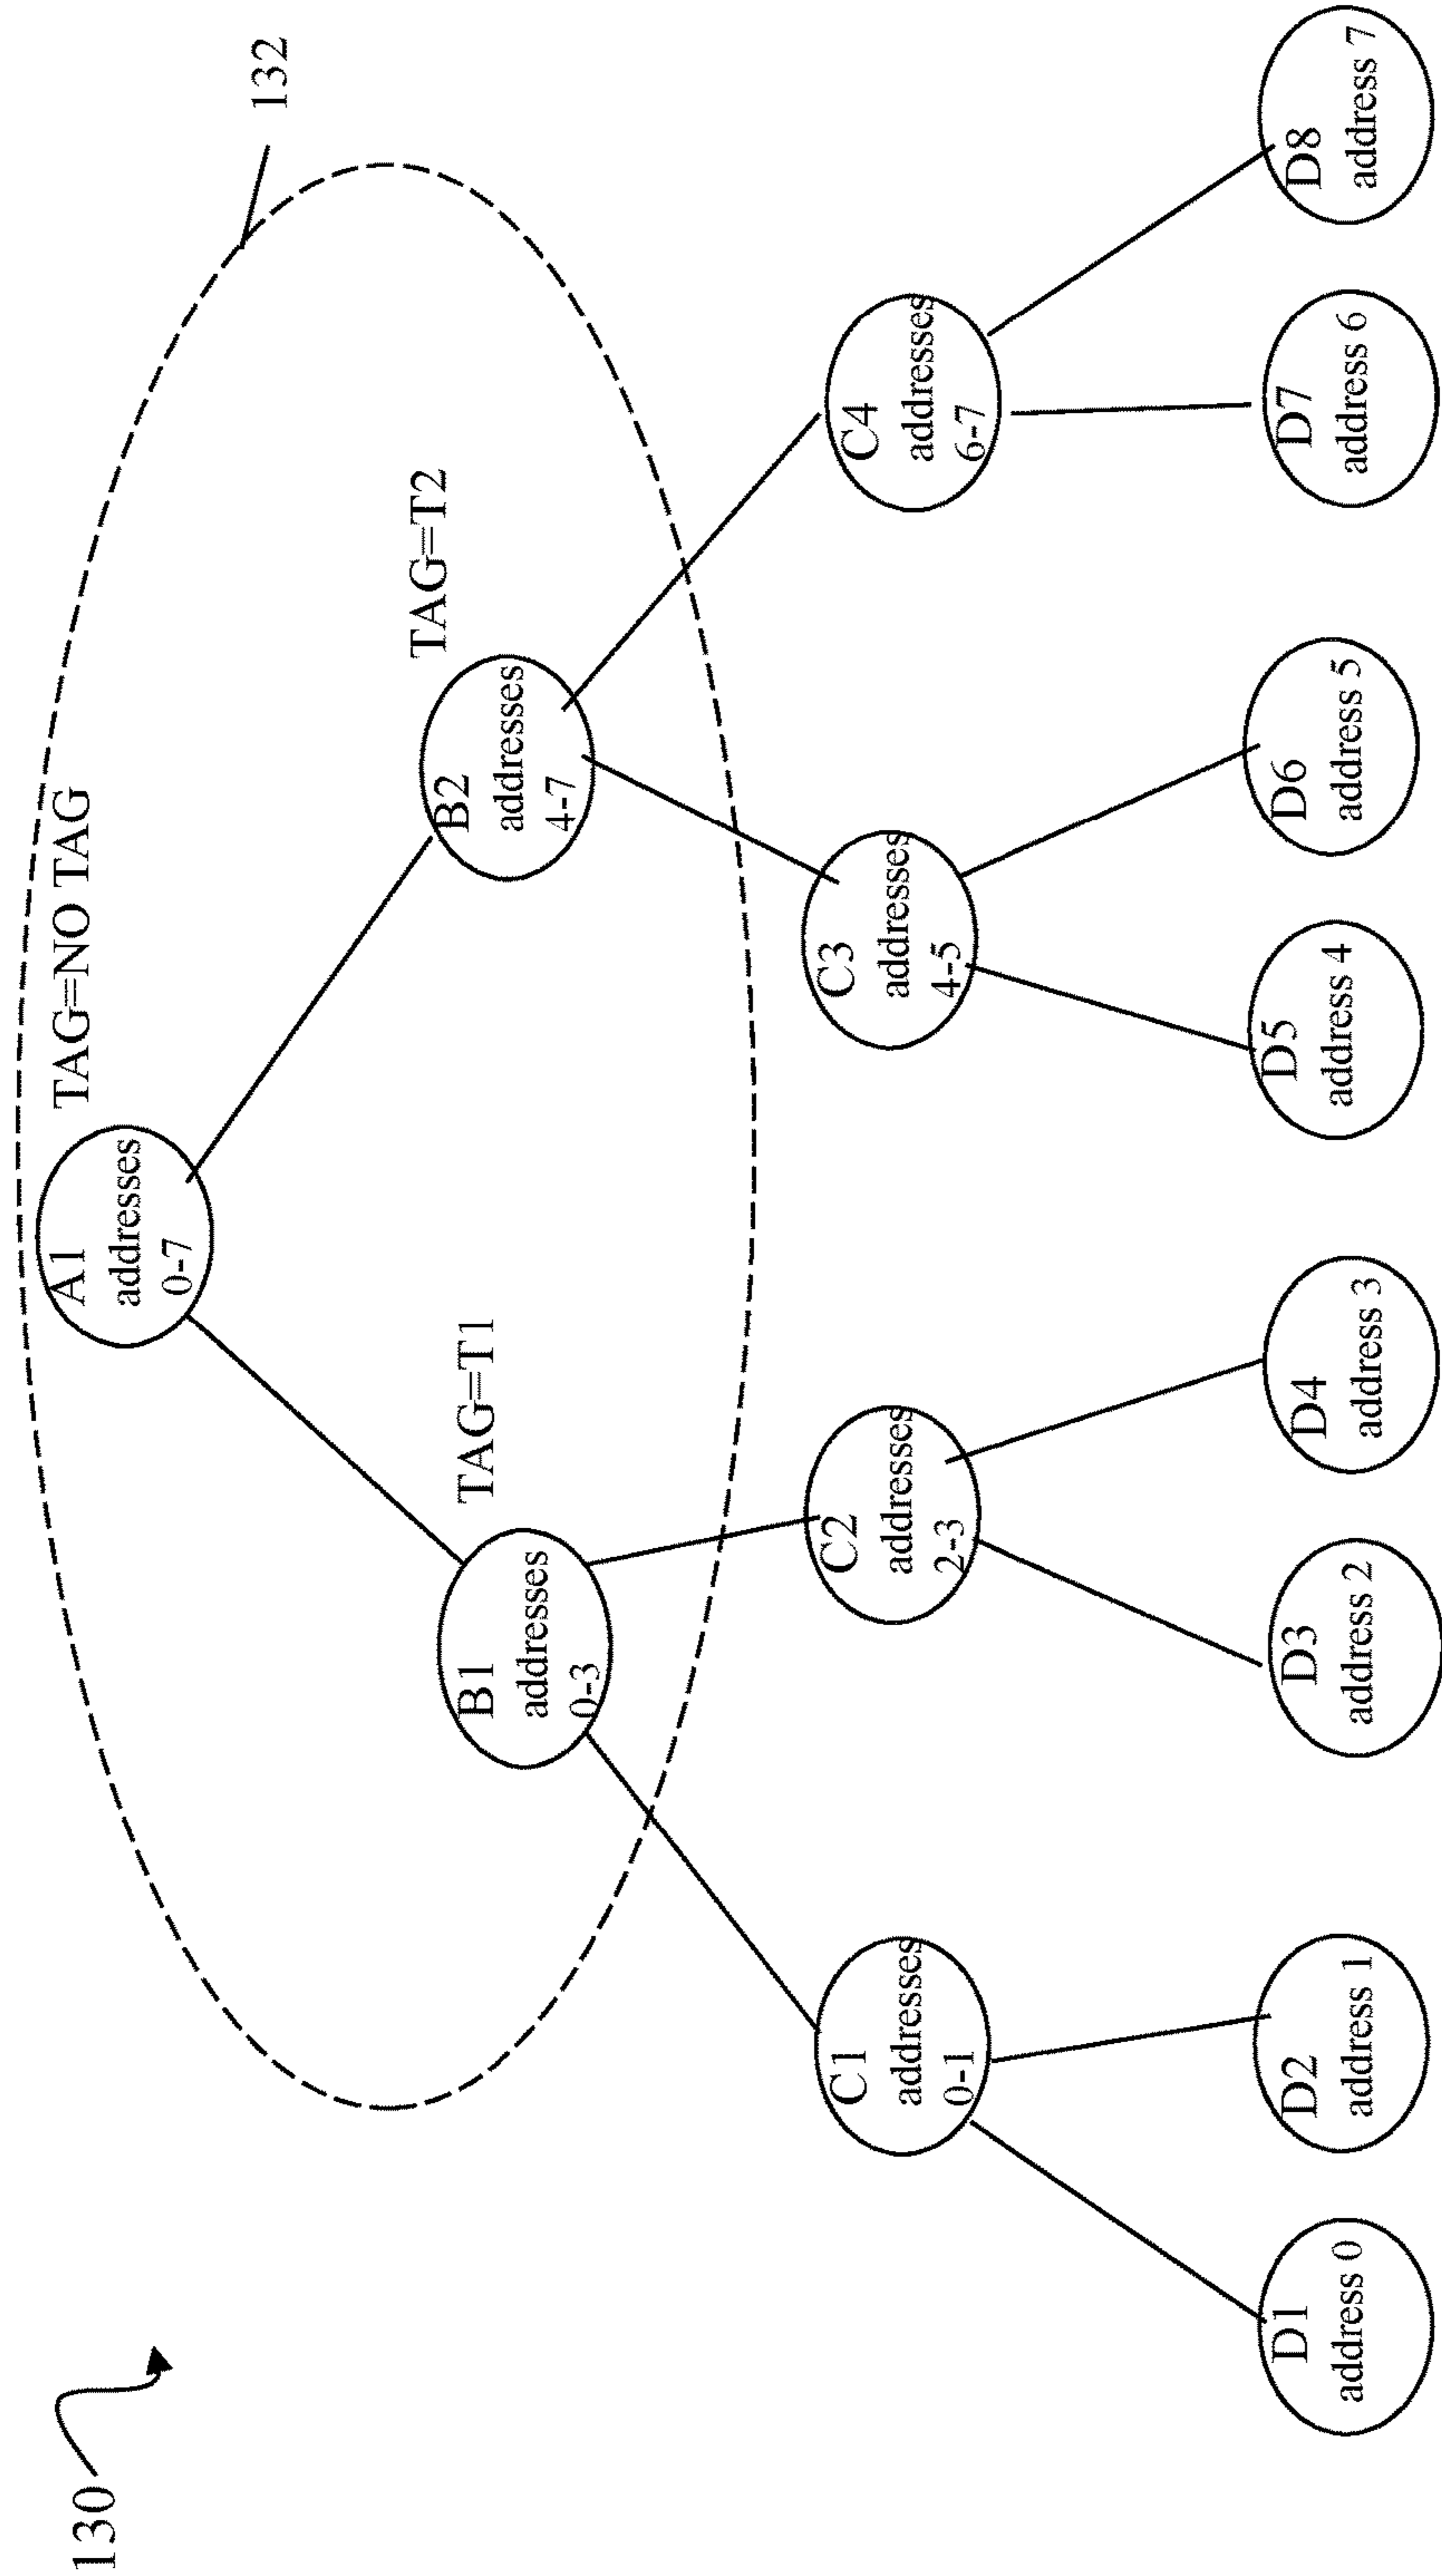 130
132
TAG=NO TAG
A1
addresses
0-7
TAG=T1
TAG=T2
B1
addresses
0-3
B2
addresses
4-7
C1
addresses
0-1
C2
addresses
2-3
C3
addresses
4-5
C4
addresses
6-7
D1
address 0
D2
address 1
D3
address 2
D4
address 3
D5
address 4
D6
address 5
D7
address 6
D8
address 7